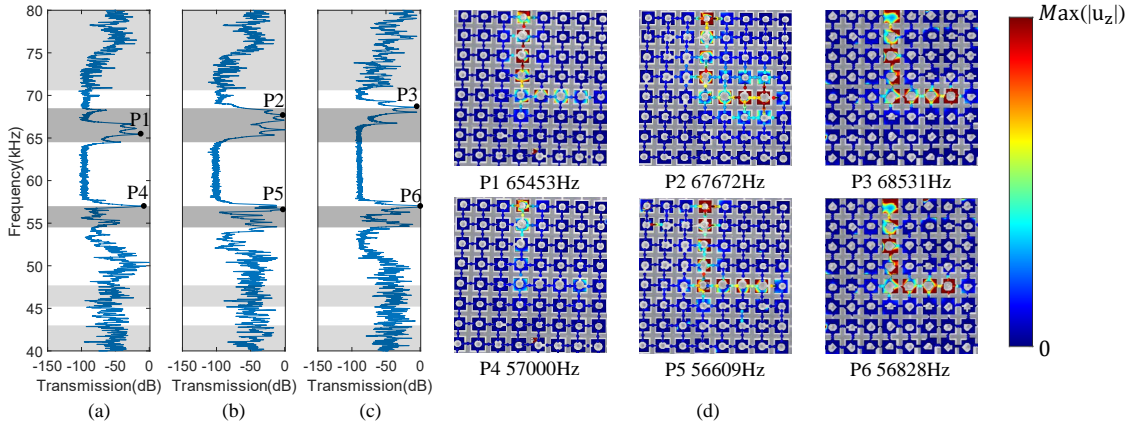 80
75
70
65
60
55
50
45
40
Frequency(kHz)
P1
P4
-150 -100 -50 0
Transmission(dB)
(a)
P2
P5
-150 -100 -50 0
Transmission(dB)
(b)
P3
P6
-150 -100 -50 0
Transmission(dB)
(c)
P1 65453Hz
P2 67672Hz
P3 68531Hz
P4 57000Hz
P5 56609Hz
P6 56828Hz
(d)
Max(|u_z|)
0